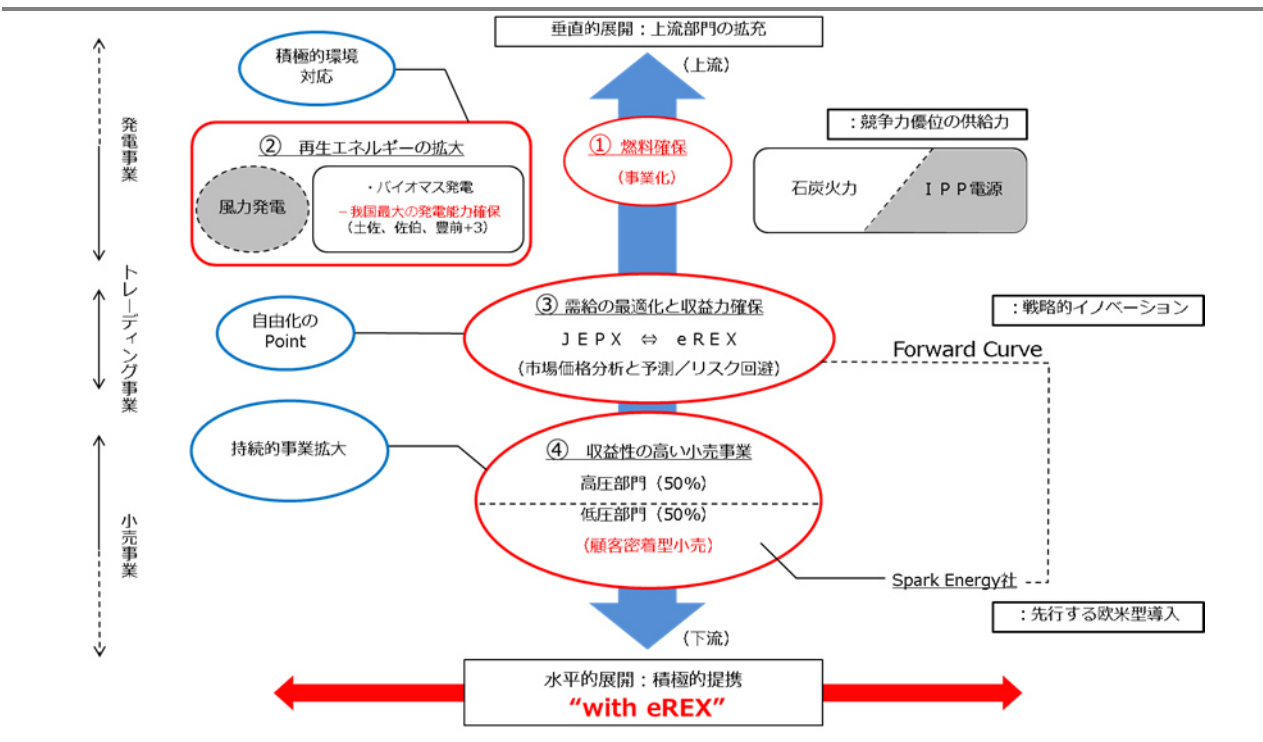 垂直的展開：上流部門の拡充
（上流）
積極的環境
対応
発電事業
② 再生エネルギーの拡大
風力発電
・バイオマス発電
－我国最大の発電能力確保
（土佐、佐伯、豊前+3）
① 燃料確保
（事業化）
：競争力優位の供給力
石炭火力
ＩＰＰ電源
トレーディング事業
自由化の
Point
③ 需給の最適化と収益力確保
ＪＥＰＸ ⇔ ｅＲＥＸ
（市場価格分析と予測／リスク回避）
：戦略的イノベーション
Forward Curve
小売事業
持続的事業拡大
④ 収益性の高い小売事業
高圧部門（50%）
低圧部門（50%）
（顧客密着型小売）
Spark Energy社
：先行する欧米型導入
（下流）
水平的展開：積極的提携
“with eREX”